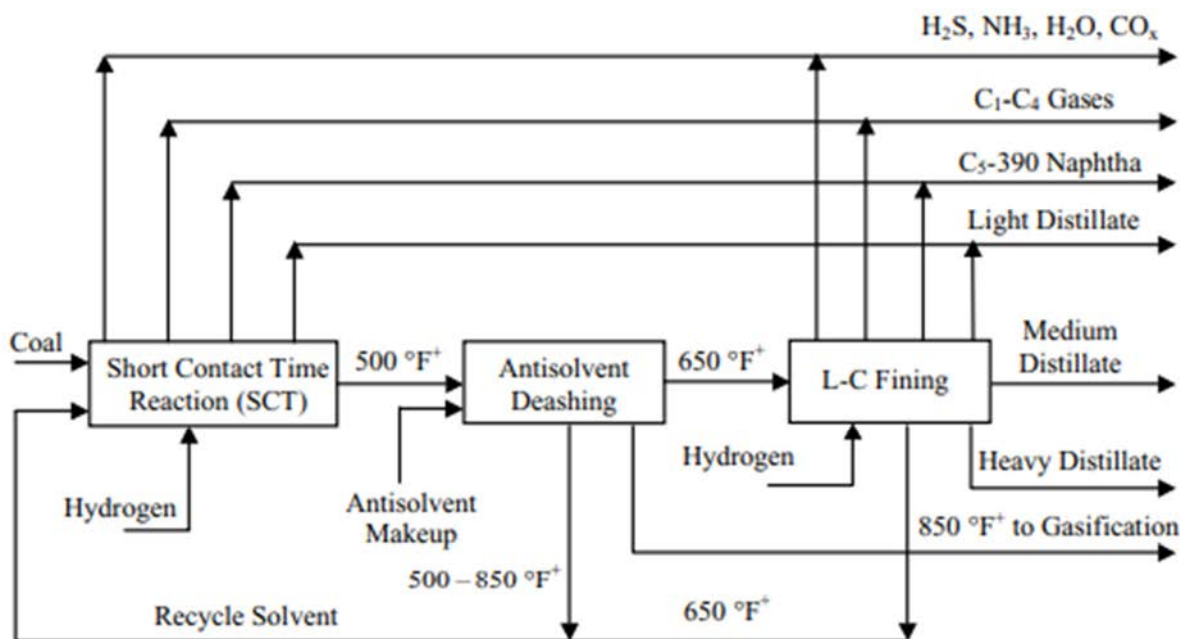 H₂S, NH₃, H₂O, COₓ
C₁-C₄ Gases
C₅-390 Naphtha
Light Distillate
Coal
Short Contact Time
Reaction (SCT)
500 °F⁺
Antisolvent
Deashing
650 °F⁺
L-C Fining
Medium
Distillate
Hydrogen
Antisolvent
Makeup
Hydrogen
Heavy Distillate
850 °F⁺ to Gasification
500 – 850 °F⁺
Recycle Solvent
650 °F⁺